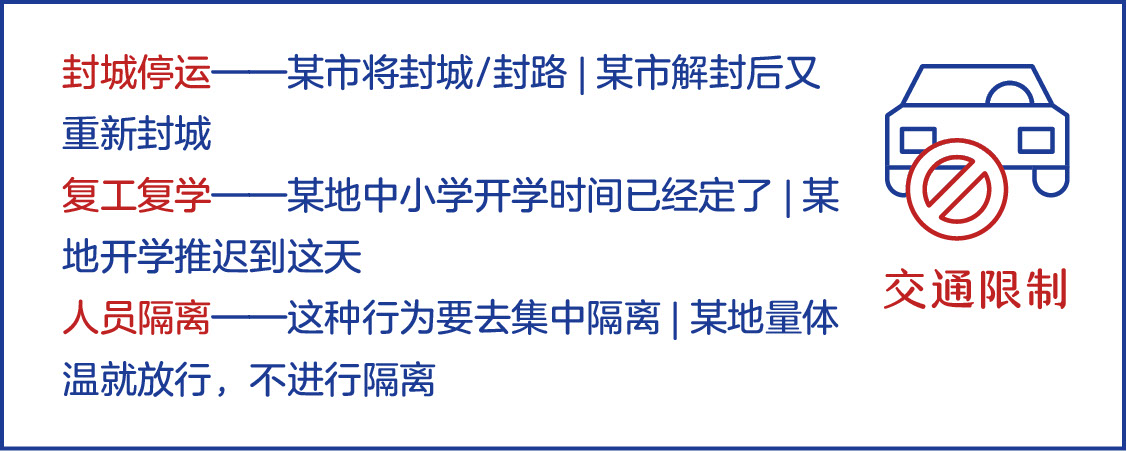 封城停运——某市将封城/封路 | 某市解封后又
重新封城
复工复学——某地中小学开学时间已经定了 | 某
地开学推迟到这天
人员隔离——这种行为要去集中隔离 | 某地量体
温就放行，不进行隔离
交通限制